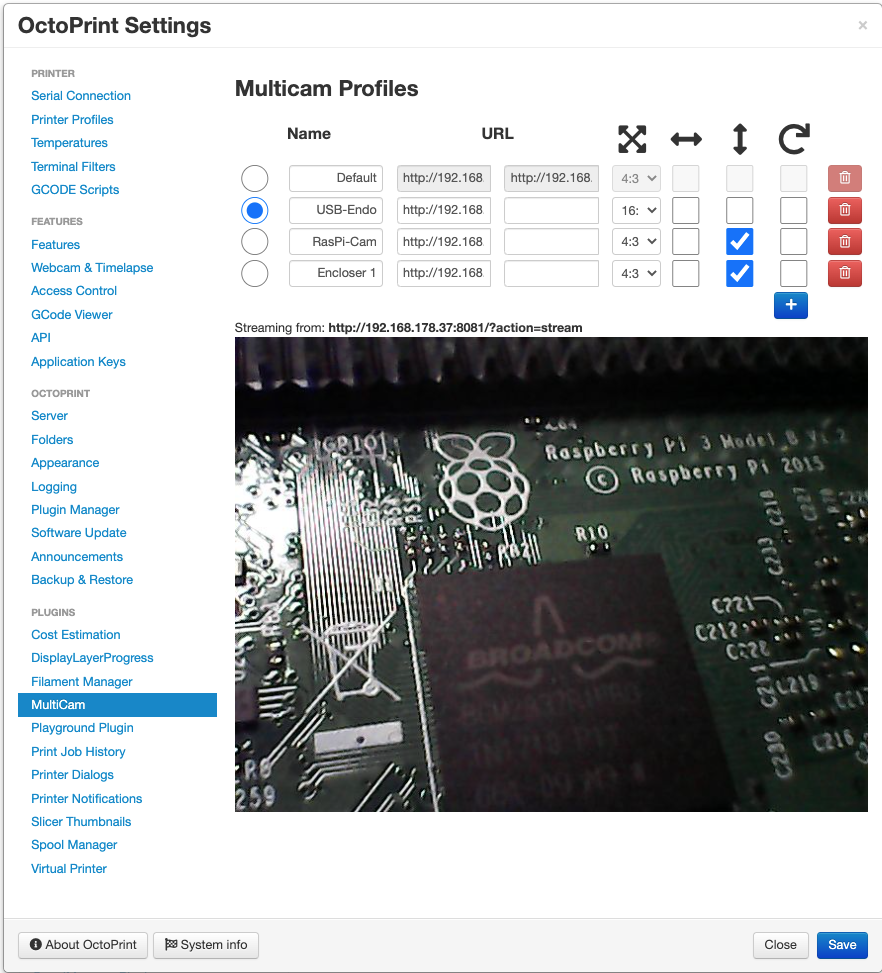 OctoPrint Settings
×
PRINTER
Serial Connection
Printer Profiles
Temperatures
Terminal Filters
GCODE Scripts
FEATURES
Features
Webcam & Timelapse
Access Control
GCode Viewer
API
Application Keys
OCTOPRINT
Server
Folders
Appearance
Logging
Plugin Manager
Software Update
Announcements
Backup & Restore
PLUGINS
Cost Estimation
DisplayLayerProgress
Filament Manager
MultiCam
Playground Plugin
Print Job History
Printer Dialogs
Printer Notifications
Slicer Thumbnails
Spool Manager
Virtual Printer
Multicam Profiles
Name URL
Default http://192.168. http://192.168. 4:3
USB-Endo http://192.168. 16:
RasPi-Cam http://192.168. 4:3
Encloser 1 http://192.168. 4:3
+
Streaming from: http://192.168.178.37:8081/?action=stream
Raspberry Pi 3 Model B V1.2
© Raspberry Pi 2015
R10
BROADCOM
C221
C212
C219
C216
259
About OctoPrint System info Close Save